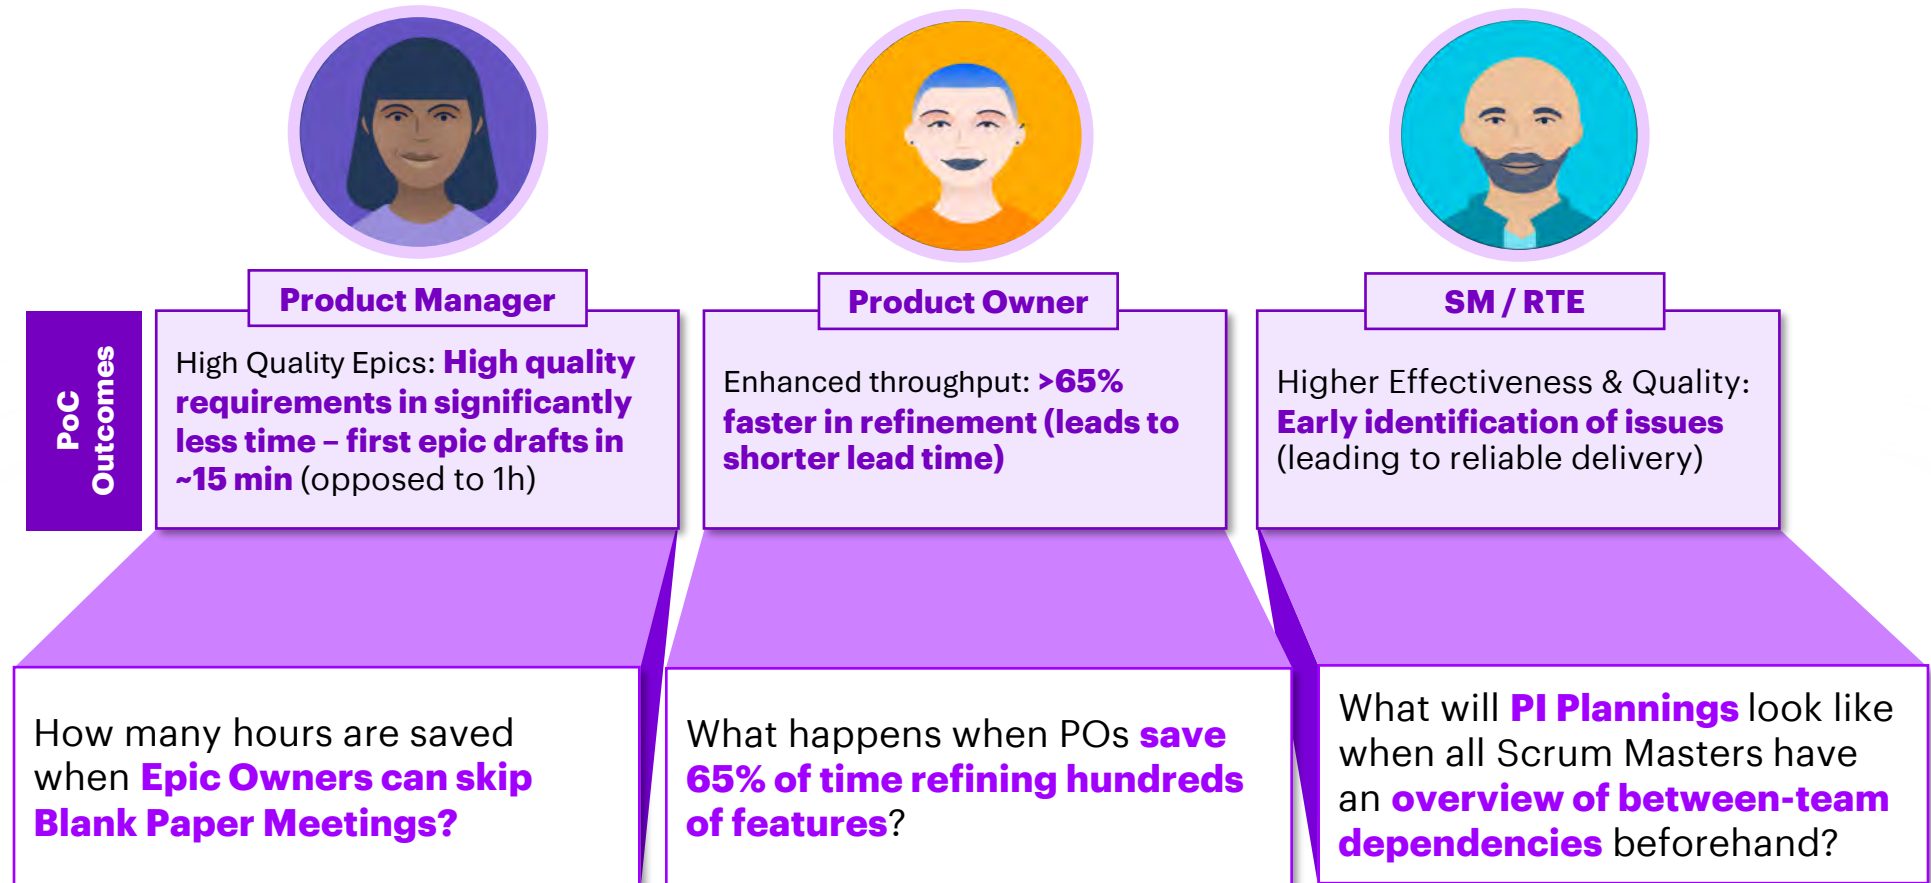 Product Manager
Product Owner
SM / RTE
PoC
Outcomes
High Quality Epics: High quality
requirements in significantly
less time – first epic drafts in
~15 min (opposed to 1h)
Enhanced throughput: >65%
faster in refinement (leads to
shorter lead time)
Higher Effectiveness & Quality:
Early identification of issues
(leading to reliable delivery)
How many hours are saved
when Epic Owners can skip
Blank Paper Meetings?
What happens when POs save
65% of time refining hundreds
of features?
What will PI Plannings look like
when all Scrum Masters have
an overview of between-team
dependencies beforehand?